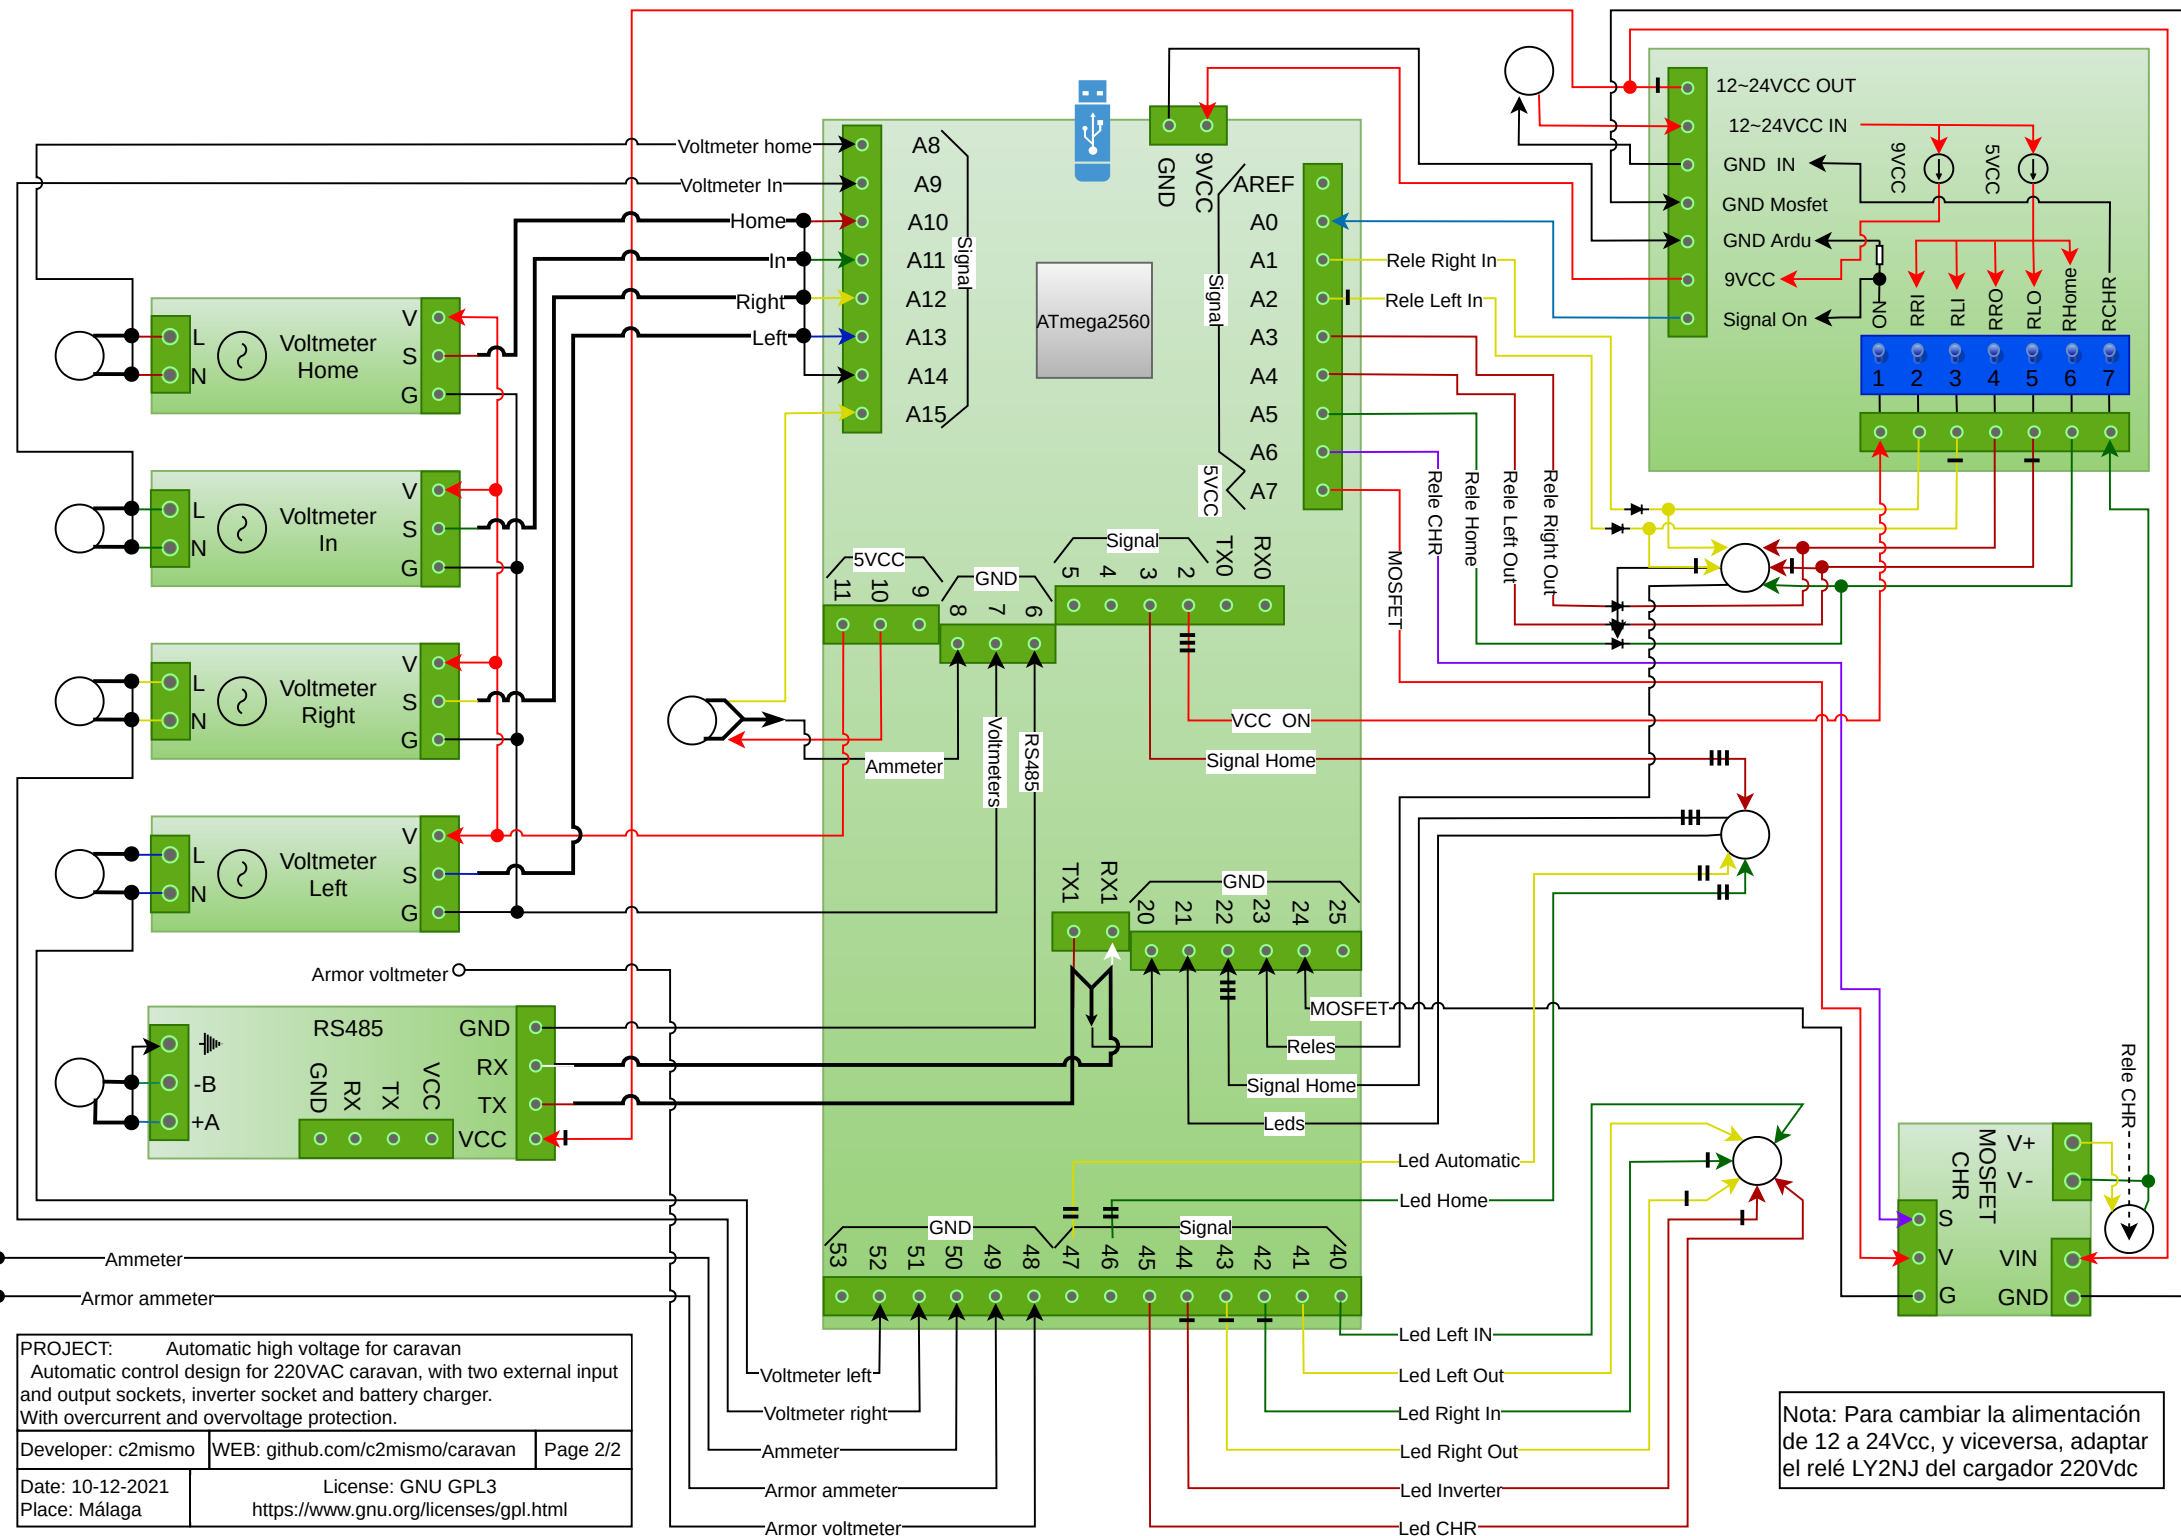 Voltmeter home
Voltmeter In
Home
In
Right
Left
A8
A9
A10
A11
A12
A13
A14
A15
Signal
GND
9VCC
ATmega2560
AREF
A0
A1
A2
A3
A4
A5
A6
A7
Signal
5VCC
Rele Right In
Rele Left In
Rele CHR
Rele Home
Rele Left Out
Rele Right Out
MOSFET
12~24VCC OUT
12~24VCC IN
GND IN
GND Mosfet
GND Ardu
9VCC
Signal On
9VCC
5VCC
ON
RRI
RLI
RRO
RLO
RHome
RCHR
1 2 3 4 5 6 7
L
N
Voltmeter
Home
V
S
G
L
N
Voltmeter
In
V
S
G
L
N
Voltmeter
Right
V
S
G
L
N
Voltmeter
Left
V
S
G
5VCC
11 10 9
GND
8 7 6
Signal
5 4 3 2 TX0 RX0
Ammeter
Voltmeters
RS485
VCC ON
Signal Home
TX1 RX1
GND
20 21 22 23 24 25
MOSFET
Reles
Signal Home
Leds
Armor voltmeter
RS485
-B
+A
GND
RX
TX
VCC
GND
RX
TX
VCC
Led Automatic
Led Home
GND
Signal
53 52 51 50 49 48 47 46 45 44 43 42 41 40
Ammeter
Armor ammeter
Voltmeter left
Voltmeter right
Ammeter
Armor ammeter
Armor voltmeter
Led Left IN
Led Left Out
Led Right In
Led Right Out
Led Inverter
Led CHR
Rele CHR
MOSFET
CHR
V+
V-
S
V
G
VIN
GND
PROJECT: Automatic high voltage for caravan
Automatic control design for 220VAC caravan, with two external input
and output sockets, inverter socket and battery charger.
With overcurrent and overvoltage protection.
Developer: c2mismo WEB: github.com/c2mismo/caravan Page 2/2
Date: 10-12-2021
Place: Málaga
License: GNU GPL3
https://www.gnu.org/licenses/gpl.html
Nota: Para cambiar la alimentación
de 12 a 24Vcc, y viceversa, adaptar
el relé LY2NJ del cargador 220Vdc